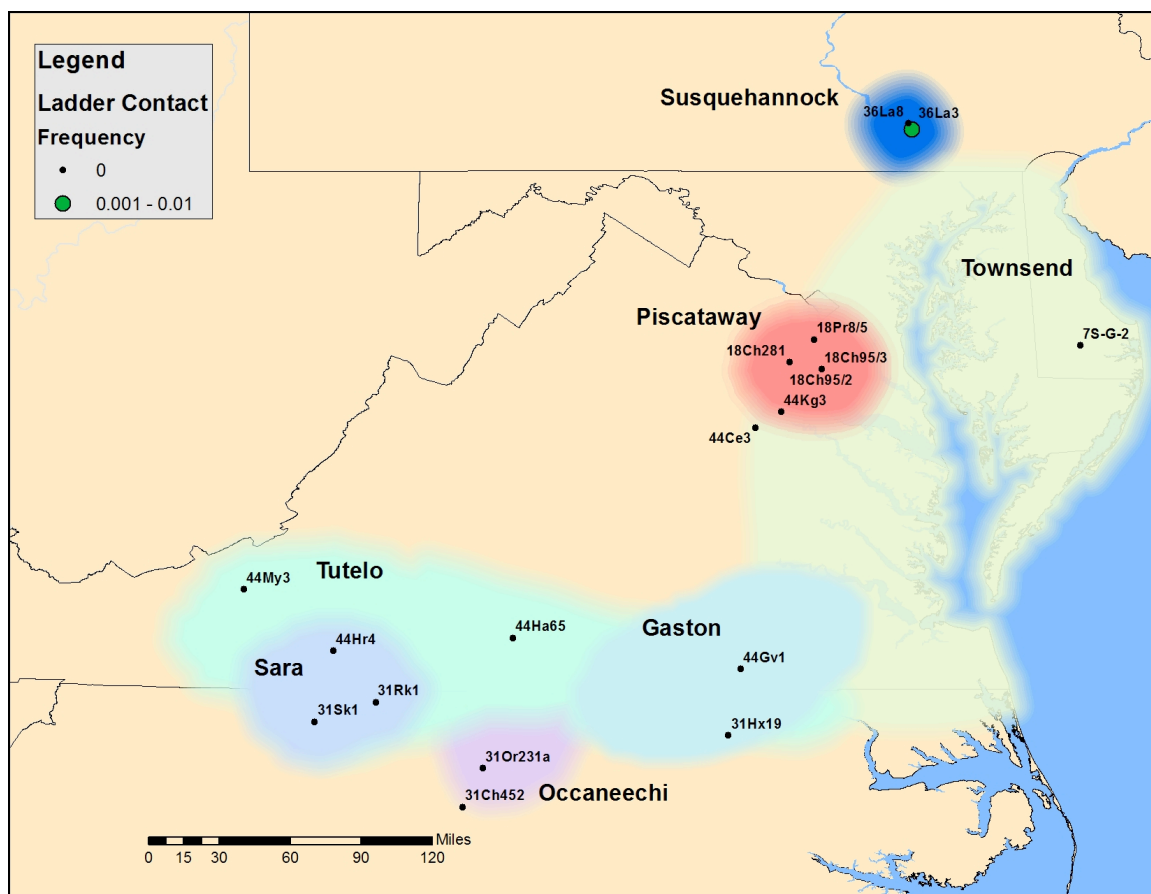 Legend
Ladder Contact
Frequency
0
0.001 - 0.01
Susquehannock
36La8
36La3
Townsend
Piscataway
18Pr8/5
7S-G-2
18Ch281
18Ch95/3
18Ch95/2
44Kg3
44Ce3
Tutelo
44My3
44Ha65
Gaston
44Hr4
Sara
44Gv1
31Rk1
31Sk1
31Hx19
31Or231a
Occaneechi
31Ch452
Miles
0 15 30 60 90 120